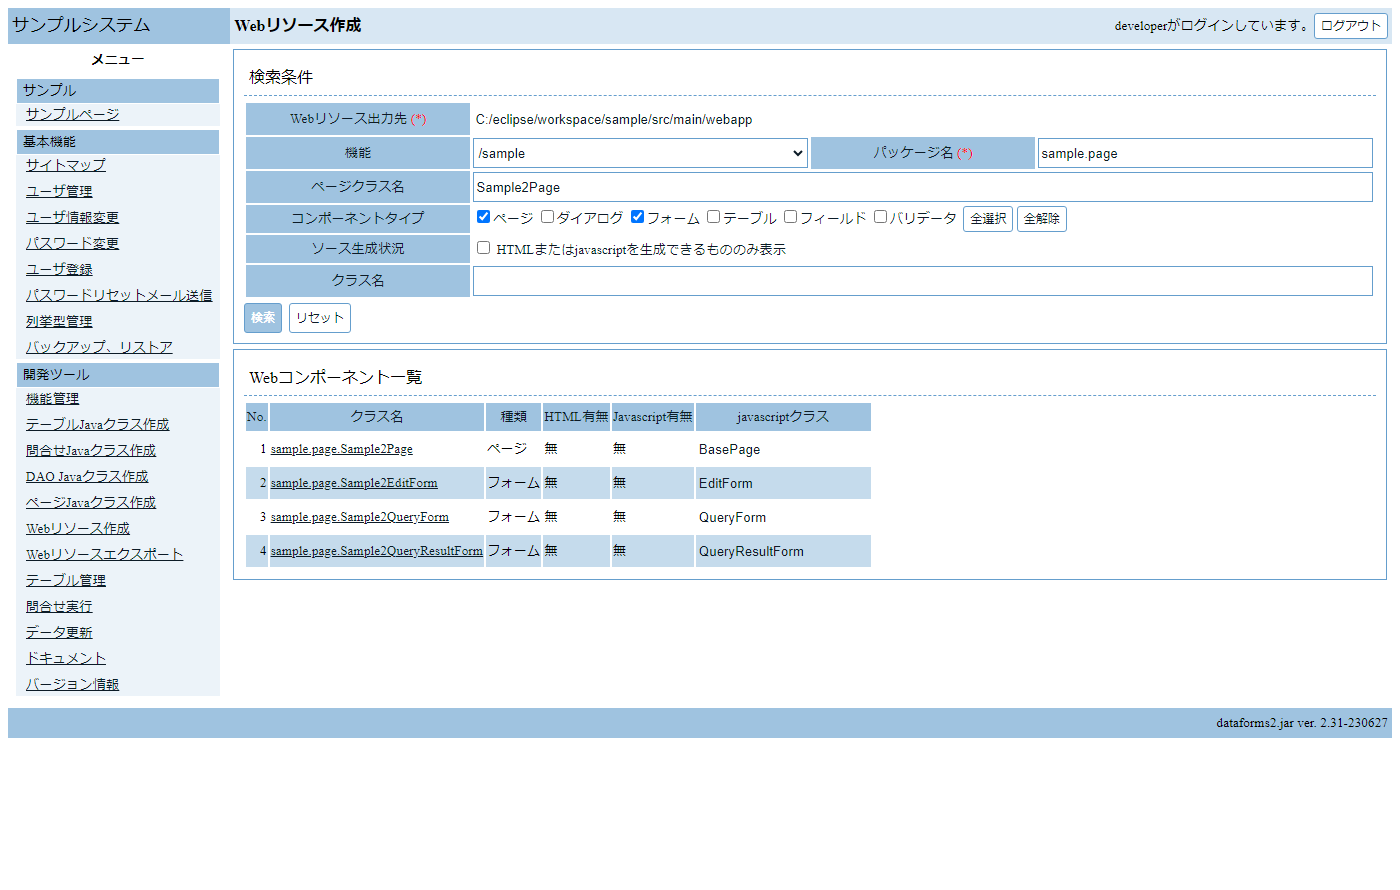 サンプルシステム
Webリソース作成
developerがログインしています。 ログアウト
メニュー
サンプル
サンプルページ
基本機能
サイトマップ
ユーザ管理
ユーザ情報変更
パスワード変更
ユーザ登録
パスワードリセットメール送信
列挙型管理
バックアップ、リストア
開発ツール
機能管理
テーブルJavaクラス作成
問合せJavaクラス作成
DAO Javaクラス作成
ページJavaクラス作成
Webリソース作成
Webリソースエクスポート
テーブル管理
問合せ実行
データ更新
ドキュメント
バージョン情報
検索条件
Webリソース出力先 (*) C:/eclipse/workspace/sample/src/main/webapp
機能 /sample パッケージ名 (*) sample.page
ページクラス名 Sample2Page
コンポーネントタイプ ページ ダイアログ フォーム テーブル フィールド バリデータ 全選択 全解除
ソース生成状況 HTMLまたはjavascriptを生成できるもののみ表示
クラス名
検索 リセット
Webコンポーネント一覧
No. クラス名 種類 HTML有無 Javascript有無 javascriptクラス
1 sample.page.Sample2Page ページ 無 無 BasePage
2 sample.page.Sample2EditForm フォーム 無 無 EditForm
3 sample.page.Sample2QueryForm フォーム 無 無 QueryForm
4 sample.page.Sample2QueryResultForm フォーム 無 無 QueryResultForm
dataforms2.jar ver. 2.31-230627